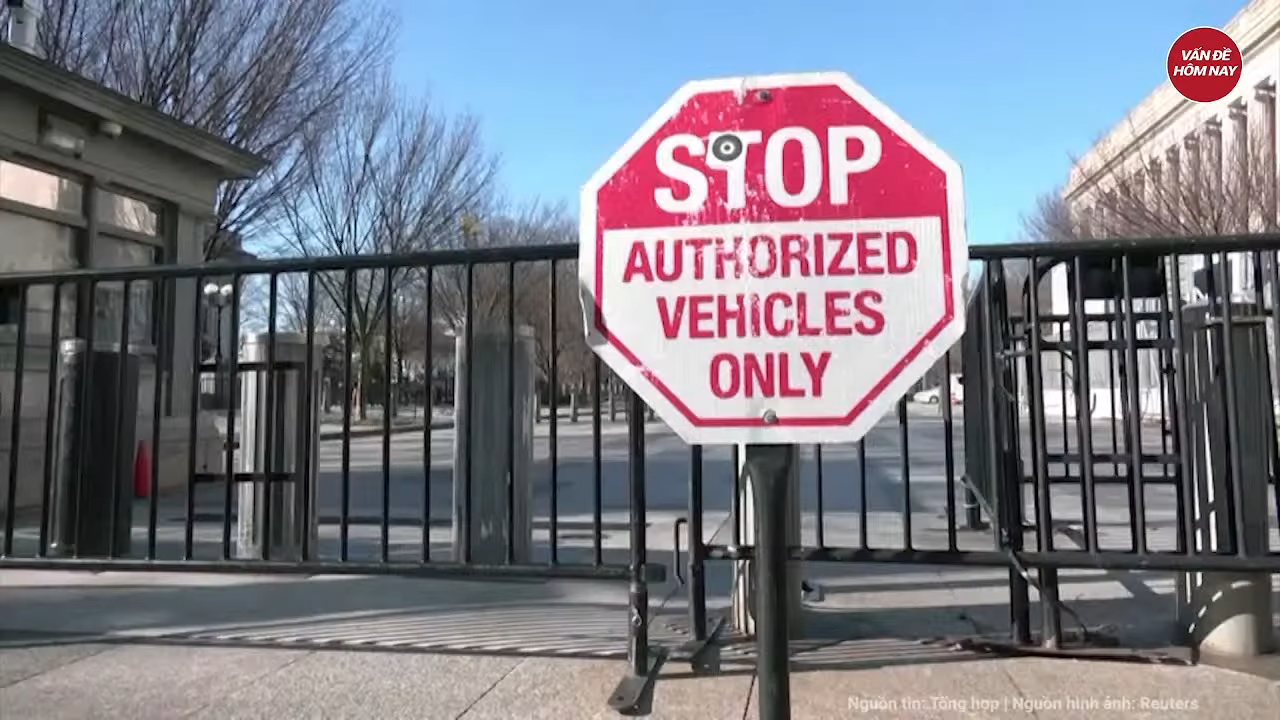 VẤN ĐỀ
HÔM NAY
STOP
AUTHORIZED
VEHICLES
ONLY
Nguồn tin: Tổng hợp | Nguồn hình ảnh: Reuters